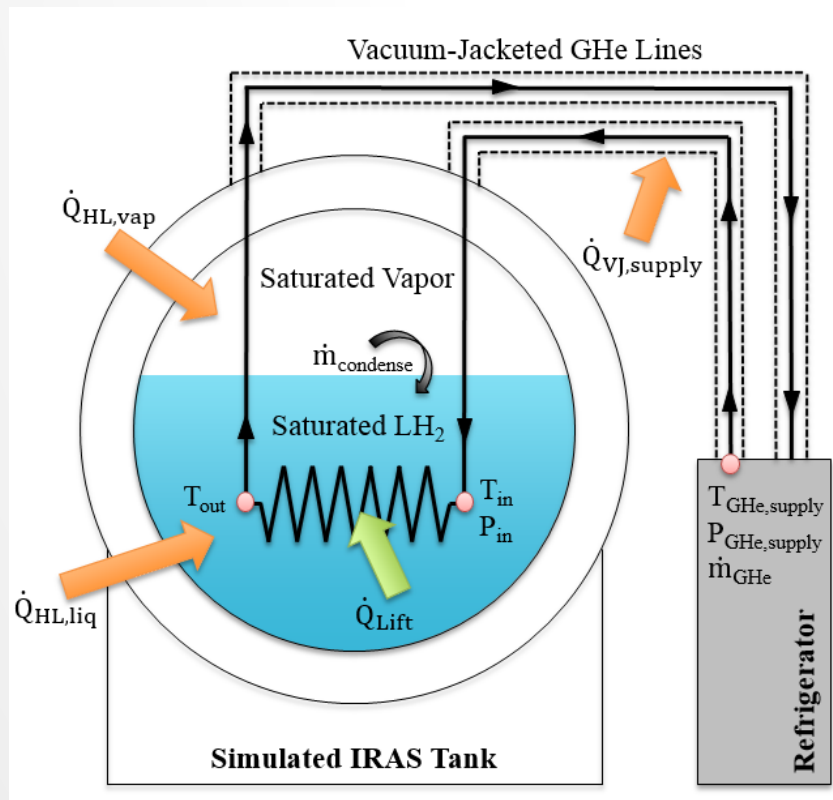 Vacuum-Jacketed GHe Lines
Q̇HL,vap
Q̇VJ,supply
Saturated Vapor
ṁcondense
Saturated LH₂
Tout
Tin
Pin
TGHe,supply
PGHe,supply
ṁGHe
Q̇HL,liq
Q̇Lift
Refrigerator
Simulated IRAS Tank